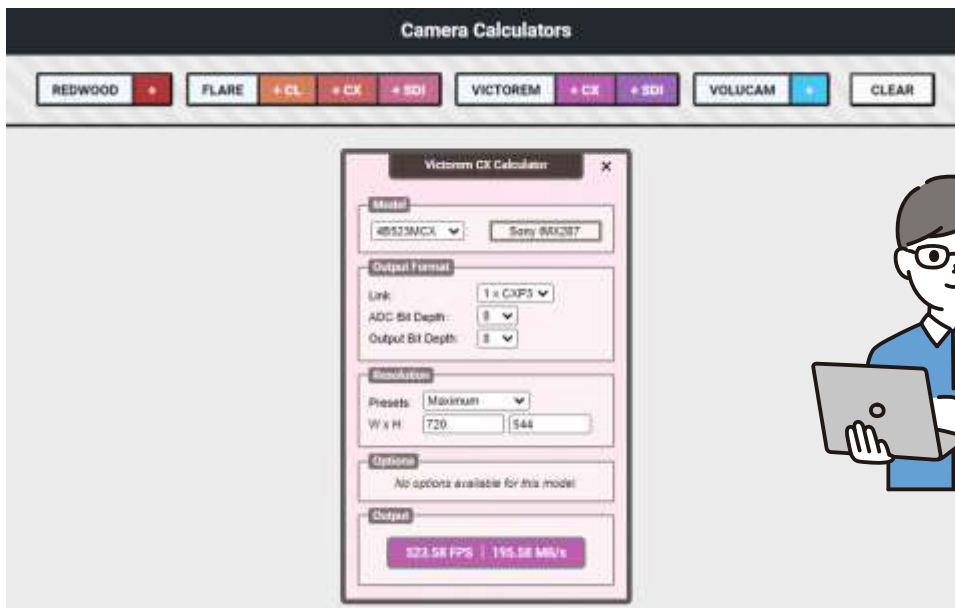 Camera Calculators
REDWOOD + FLARE + CL + CX + SDI VICTOREM + CX + SDI VOLUCAM + CLEAR
Victorem CX Calculator ×
Model
4B523MCX Sony IMX287
Output Format
Link: 1 x CXP3
ADC Bit Depth: 8
Output Bit Depth: 8
Resolution
Presets: Maximum
W x H: 720 544
Options
No options available for this model
Output
523.58 FPS | 195.58 MB/s